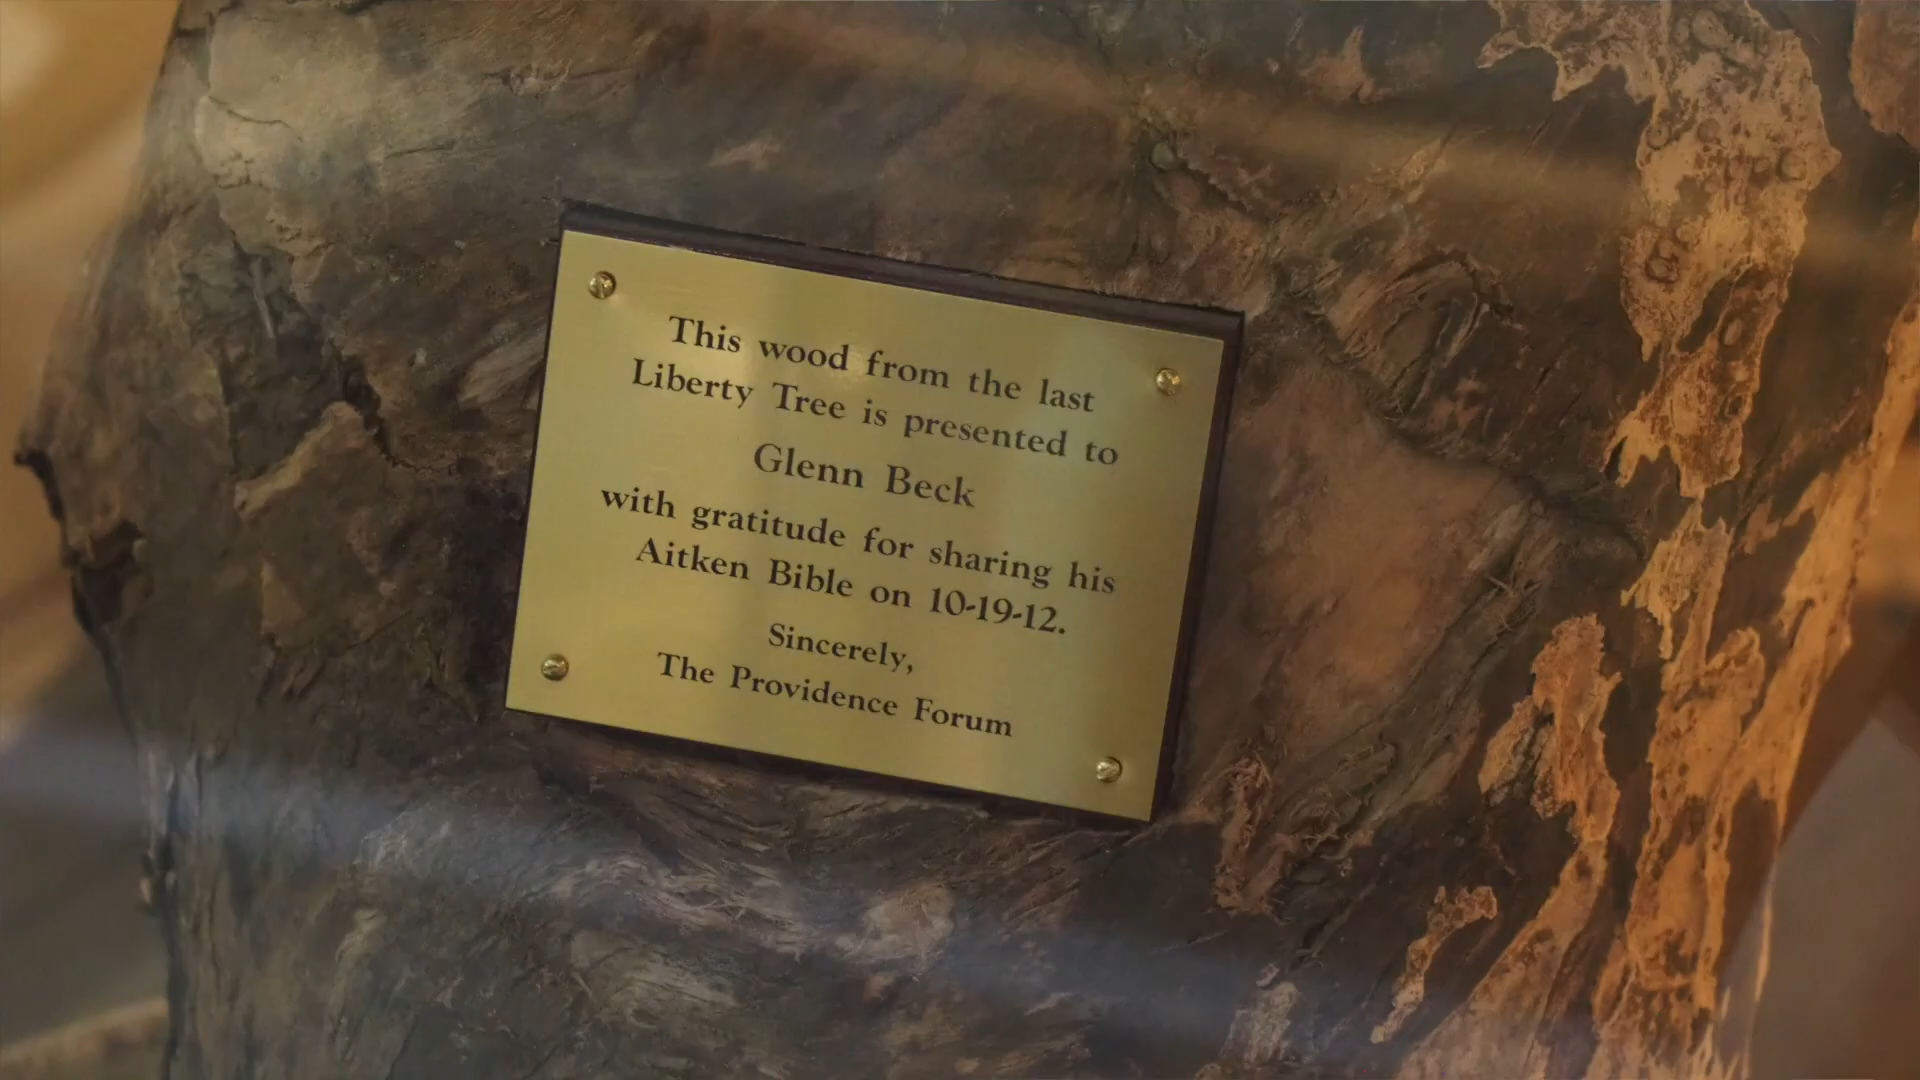 This wood from the last
Liberty Tree is presented to
Glenn Beck
with gratitude for sharing his
Aitken Bible on 10-19-12.
Sincerely,
The Providence Forum